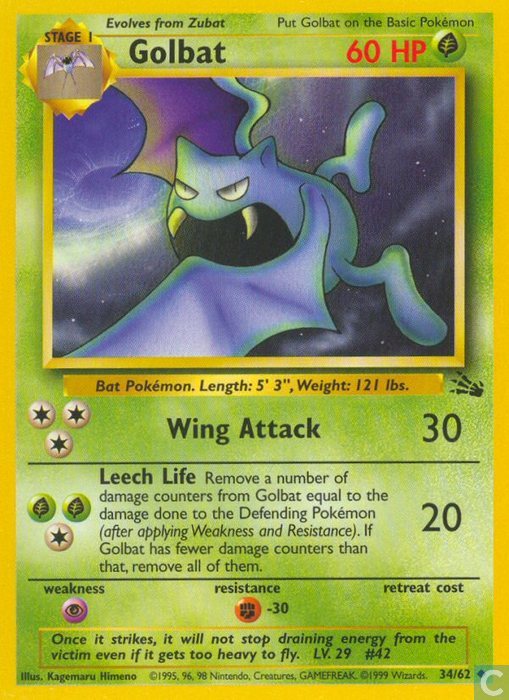 Evolves from Zubat
Put Golbat on the Basic Pokémon
STAGE 1
Golbat
60 HP
Bat Pokémon. Length: 5' 3", Weight: 121 lbs.
Wing Attack
30
Leech Life Remove a number of
damage counters from Golbat equal to the
damage done to the Defending Pokémon
(after applying Weakness and Resistance). If
Golbat has fewer damage counters than
that, remove all of them.
20
weakness
resistance
retreat cost
-30
Once it strikes, it will not stop draining energy from the
victim even if it gets too heavy to fly. LV. 29 #42
Illus. Kagemaru Himeno
©1995, 96, 98 Nintendo, Creatures, GAMEFREAK. ©1999 Wizards.
34/62
C